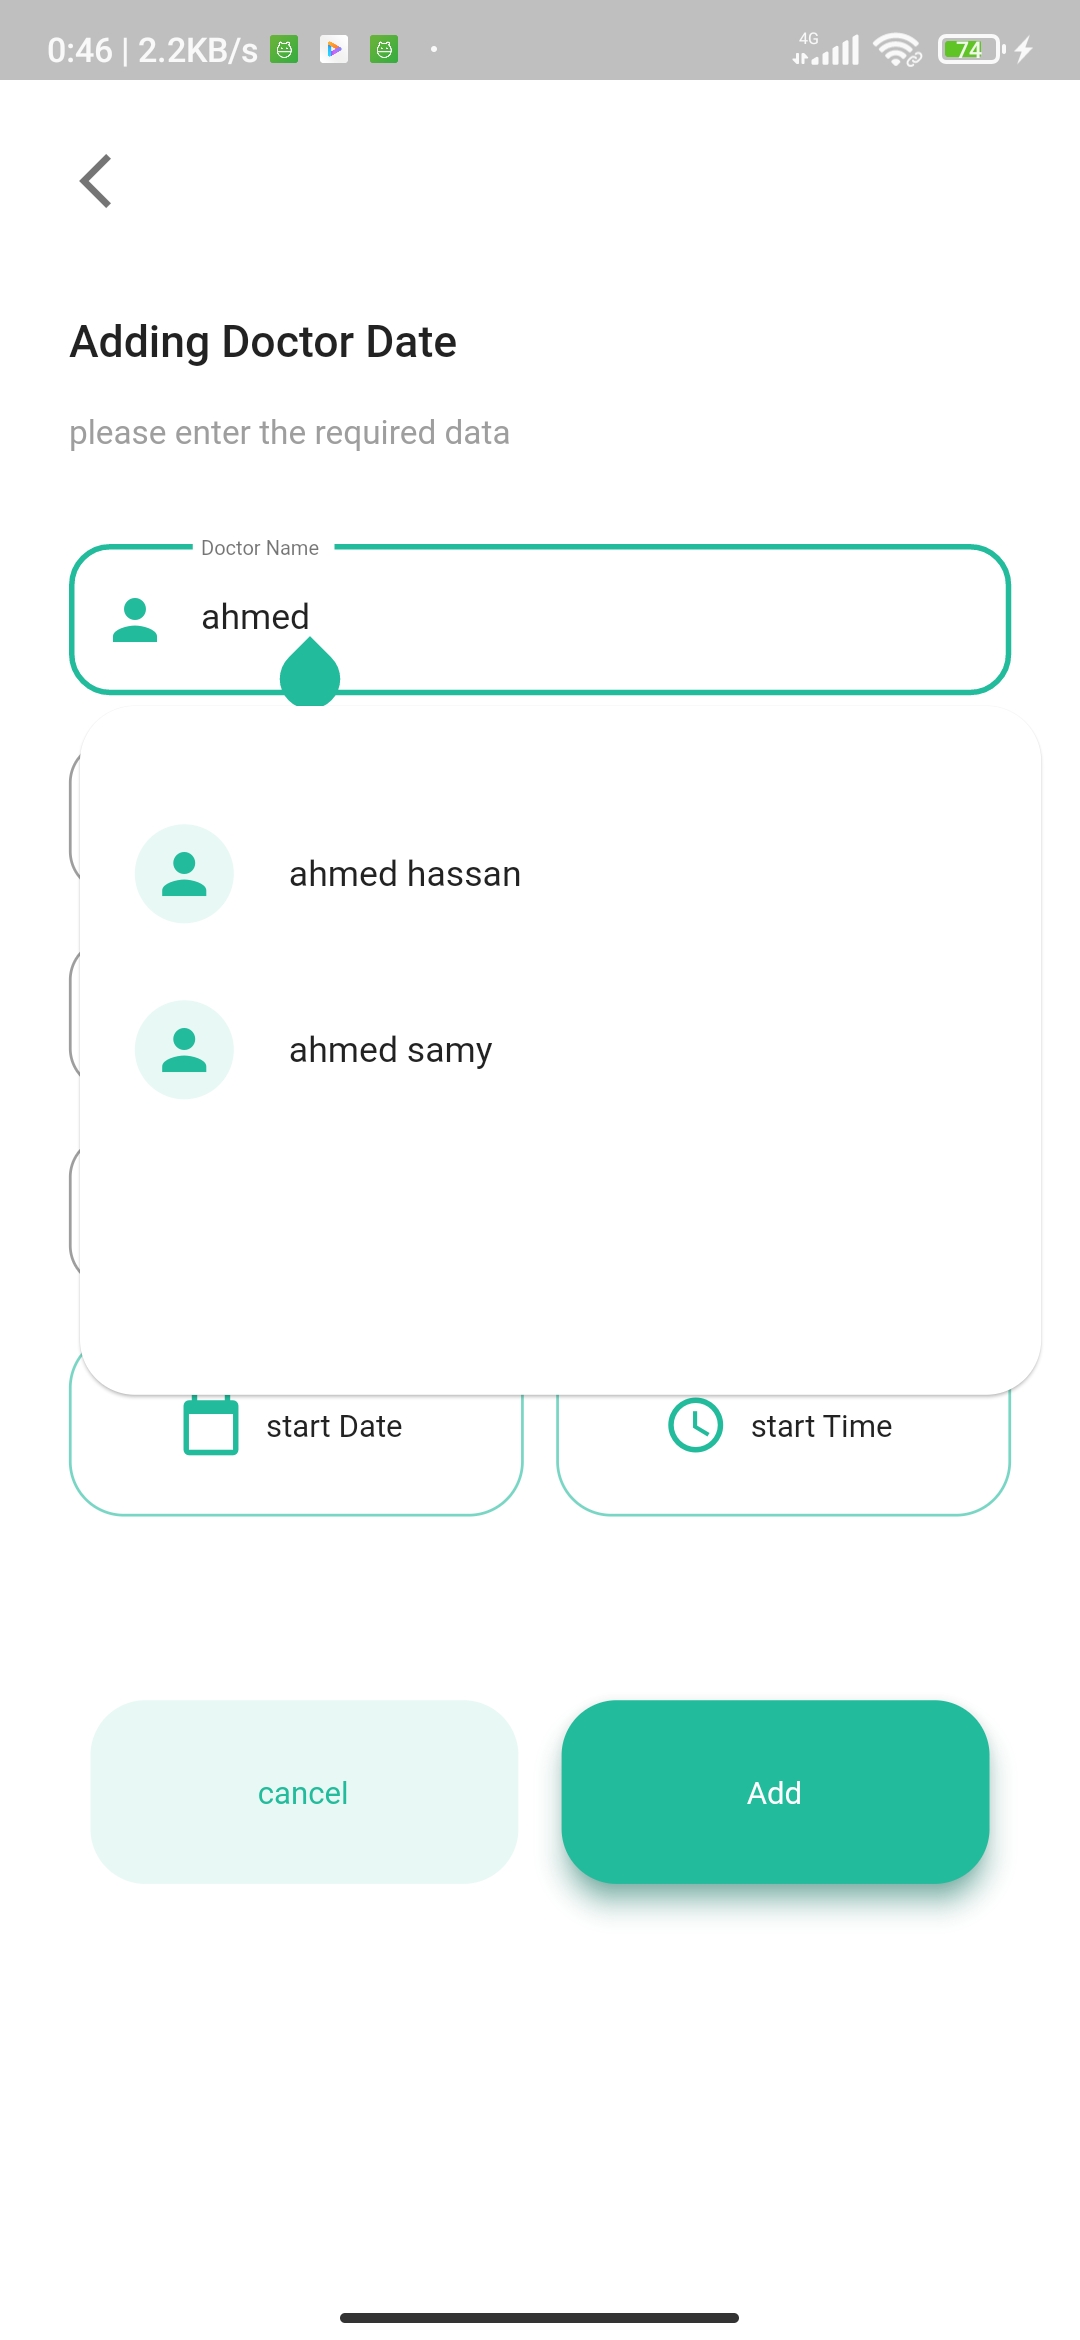 0:46 | 2.2KB/s
4G
74
Adding Doctor Date
please enter the required data
Doctor Name
ahmed
ahmed hassan
ahmed samy
start Date
start Time
cancel
Add